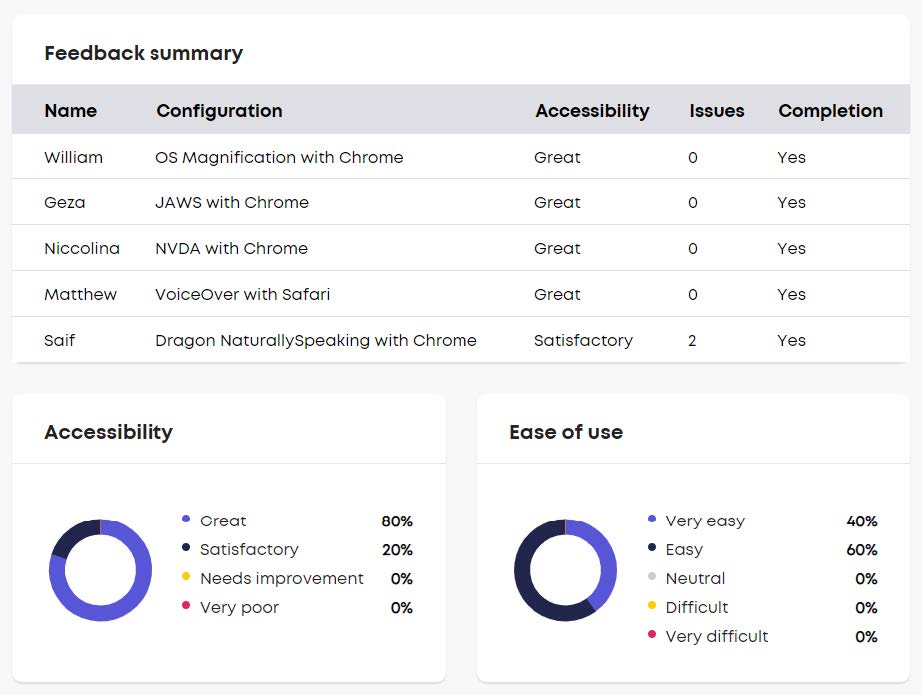 Feedback summary
Name Configuration Accessibility Issues Completion
William OS Magnification with Chrome Great 0 Yes
Geza JAWS with Chrome Great 0 Yes
Niccolina NVDA with Chrome Great 0 Yes
Matthew VoiceOver with Safari Great 0 Yes
Saif Dragon NaturallySpeaking with Chrome Satisfactory 2 Yes
Accessibility
Great 80%
Satisfactory 20%
Needs improvement 0%
Very poor 0%
Ease of use
Very easy 40%
Easy 60%
Neutral 0%
Difficult 0%
Very difficult 0%